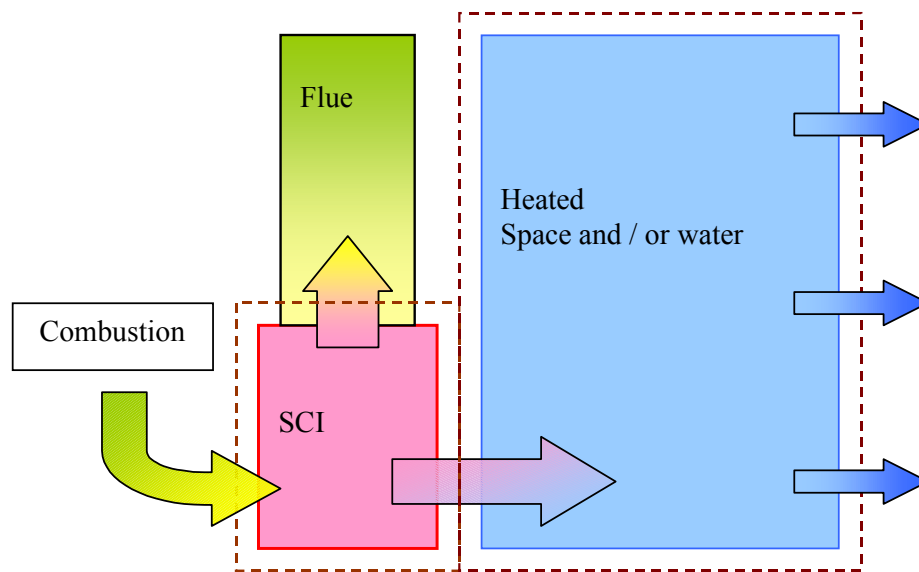 Flue
Heated
Space and / or water
Combustion
SCI